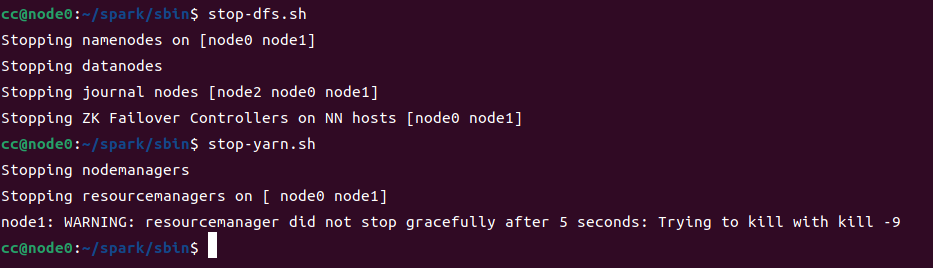 cc@node0:~/spark/sbin$ stop-dfs.sh
Stopping namenodes on [node0 node1]
Stopping datanodes
Stopping journal nodes [node2 node0 node1]
Stopping ZK Failover Controllers on NN hosts [node0 node1]
cc@node0:~/spark/sbin$ stop-yarn.sh
Stopping nodemanagers
Stopping resourcemanagers on [ node0 node1]
node1: WARNING: resourcemanager did not stop gracefully after 5 seconds: Trying to kill with kill -9
cc@node0:~/spark/sbin$